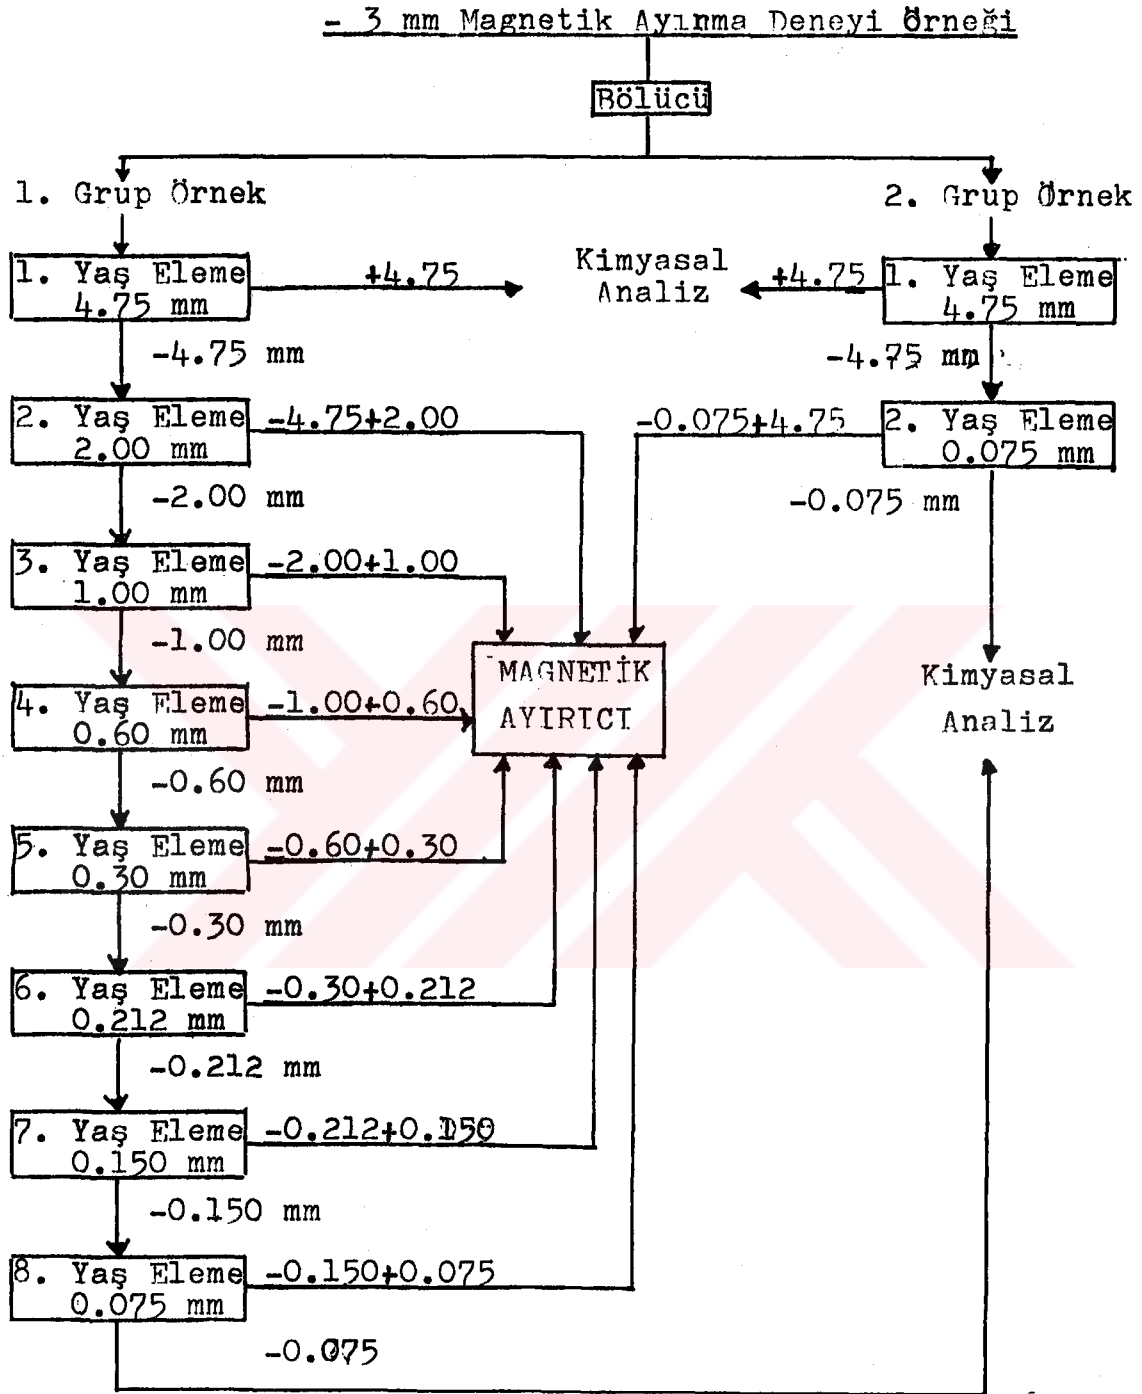 - 3 mm Magnetik Ayırma Deneyi Örneği
Bölücü
1. Grup Örnek
2. Grup Örnek
1. Yaş Eleme
4.75 mm
+4.75
Kimyasal
Analiz
+4.75
1. Yaş Eleme
4.75 mm
-4.75 mm
-4.75 mm
2. Yaş Eleme
2.00 mm
-4.75+2.00
-0.075+4.75
2. Yaş Eleme
0.075 mm
-2.00 mm
-0.075 mm
3. Yaş Eleme
1.00 mm
-2.00+1.00
-1.00 mm
MAGNETİK
AYIRICI
Kimyasal
Analiz
4. Yaş Eleme
0.60 mm
-1.00+0.60
-0.60 mm
5. Yaş Eleme
0.30 mm
-0.60+0.30
-0.30 mm
6. Yaş Eleme
0.212 mm
-0.30+0.212
-0.212 mm
7. Yaş Eleme
0.150 mm
-0.212+0.150
-0.150 mm
8. Yaş Eleme
0.075 mm
-0.150+0.075
-0.075